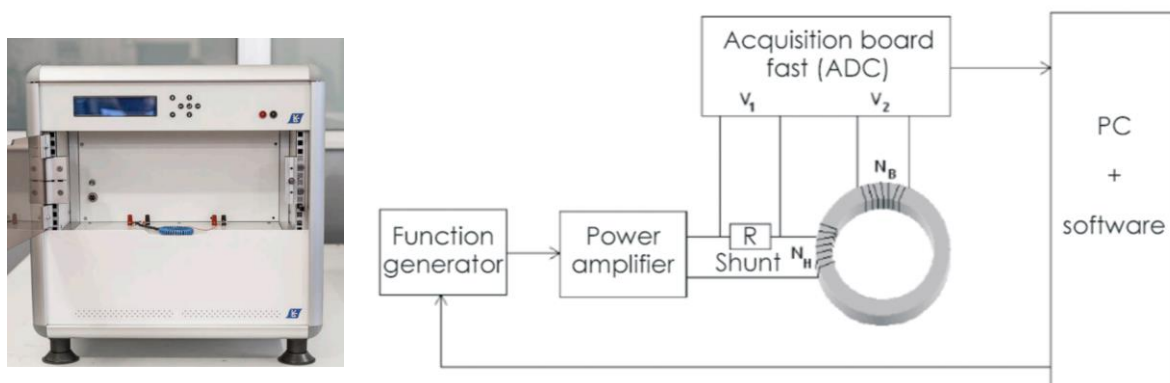 Acquisition board
fast (ADC)
V1
V2
PC
+
software
NB
Function
generator
Power
amplifier
R
Shunt
NH